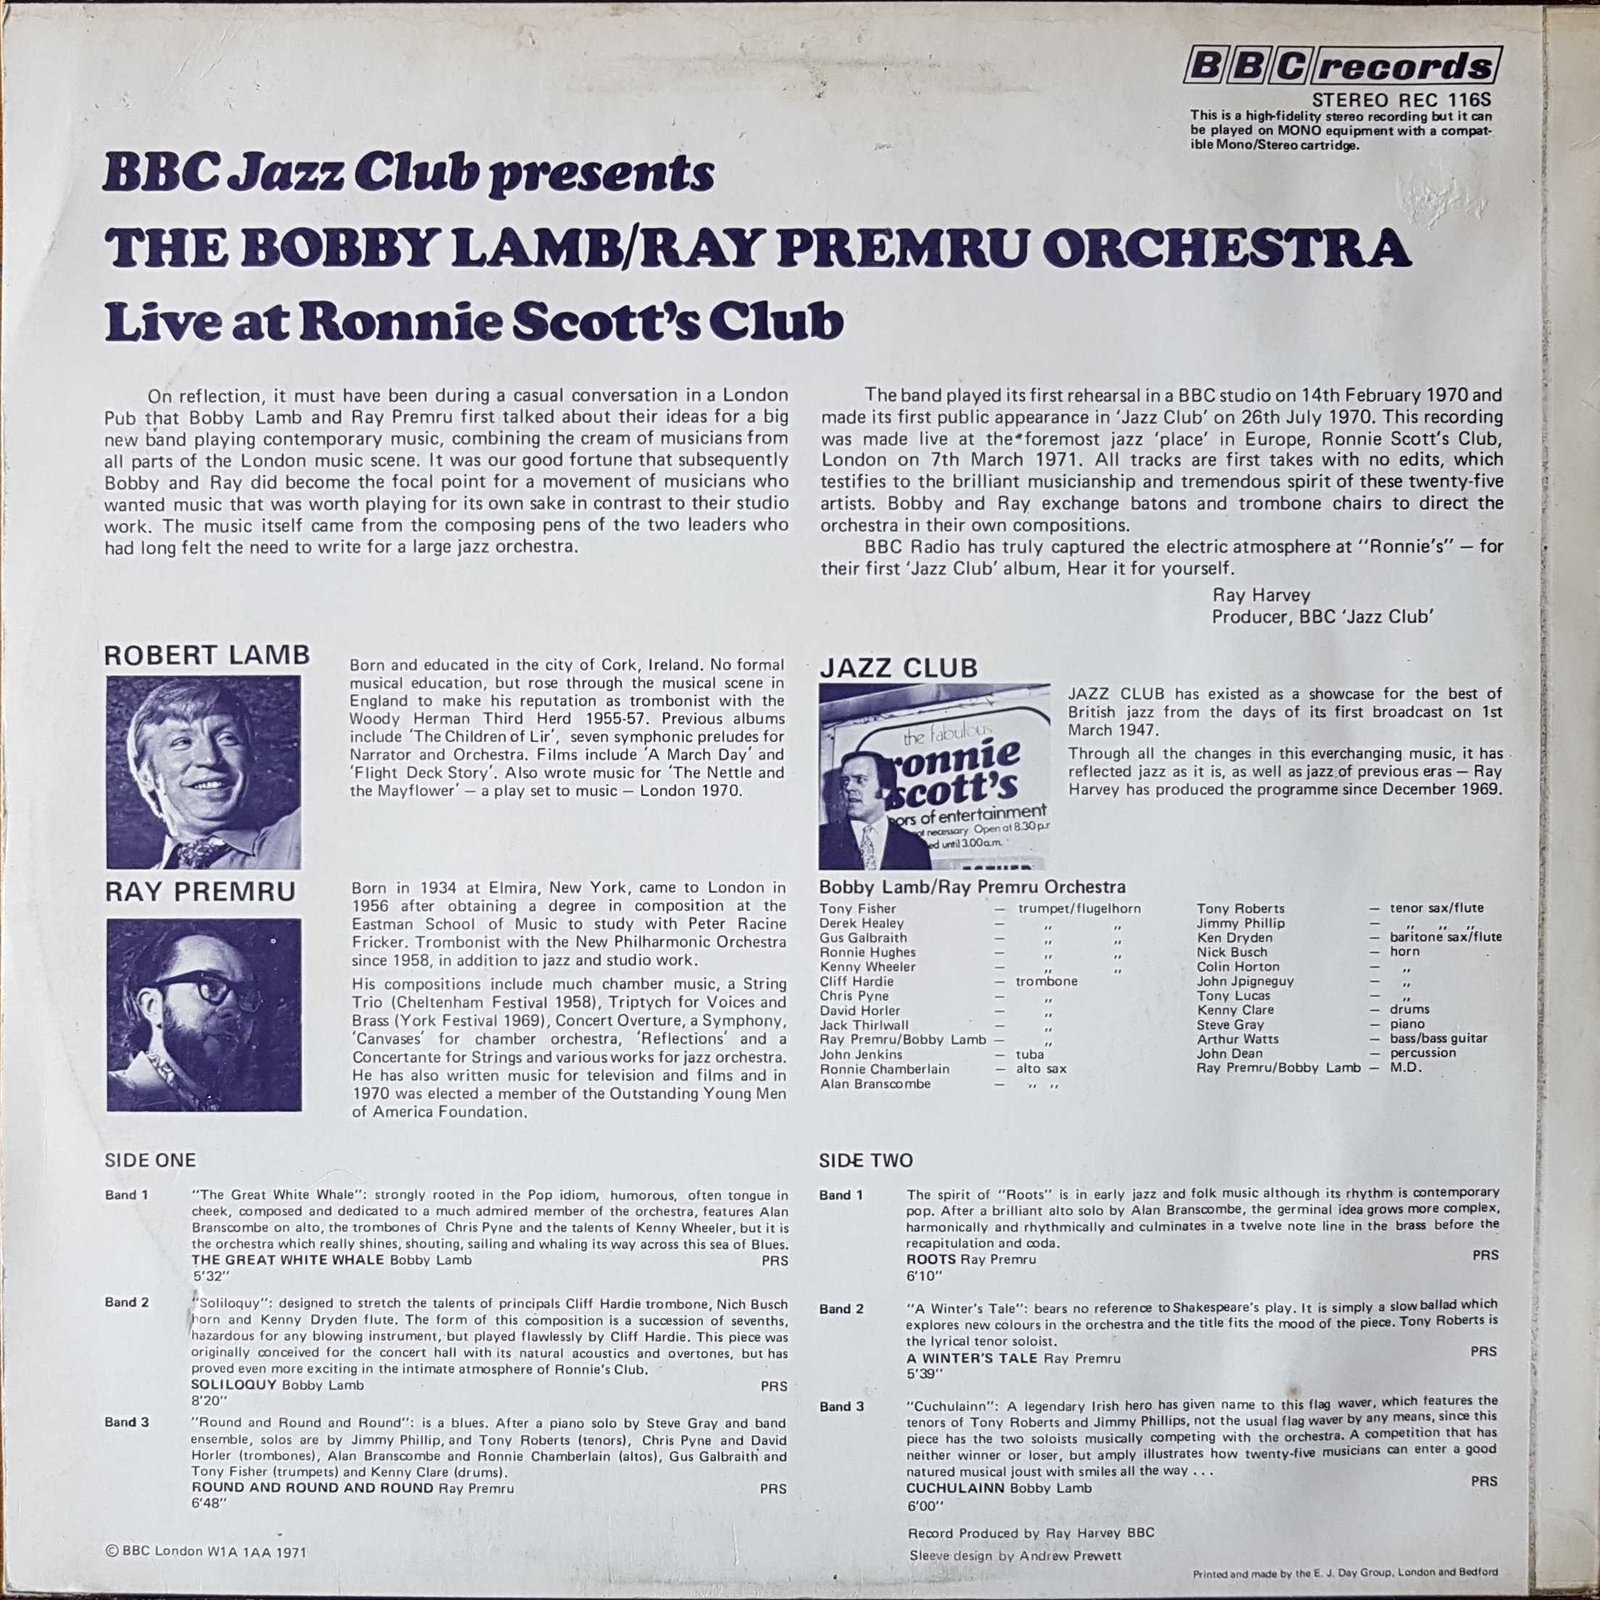 BBC records
STEREO REC 116S
This is a high-fidelity stereo recording but it can
be played on MONO equipment with a compat-
ible Mono/Stereo cartridge.
BBC Jazz Club presents
THE BOBBY LAMB/RAY PREMRU ORCHESTRA
Live at Ronnie Scott's Club
On reflection, it must have been during a casual conversation in a London
Pub that Bobby Lamb and Ray Premru first talked about their ideas for a big
new band playing contemporary music, combining the cream of musicians from
all parts of the London music scene. It was our good fortune that subsequently
Bobby and Ray did become the focal point for a movement of musicians who
wanted music that was worth playing for its own sake in contrast to their studio
work. The music itself came from the composing pens of the two leaders who
had long felt the need to write for a large jazz orchestra.
The band played its first rehearsal in a BBC studio on 14th February 1970 and
made its first public appearance in 'Jazz Club' on 26th July 1970. This recording
was made live at the foremost jazz 'place' in Europe, Ronnie Scott's Club,
London on 7th March 1971. All tracks are first takes with no edits, which
testifies to the brilliant musicianship and tremendous spirit of these twenty-five
artists. Bobby and Ray exchange batons and trombone chairs to direct the
orchestra in their own compositions.
BBC Radio has truly captured the electric atmosphere at "Ronnie's" — for
their first 'Jazz Club' album, Hear it for yourself.
Ray Harvey
Producer, BBC 'Jazz Club'
ROBERT LAMB
Born and educated in the city of Cork, Ireland. No formal
musical education, but rose through the musical scene in
England to make his reputation as trombonist with the
Woody Herman Third Herd 1955-57. Previous albums
include 'The Children of Lir', seven symphonic preludes for
Narrator and Orchestra. Films include 'A March Day' and
'Flight Deck Story'. Also wrote music for 'The Nettle and
the Mayflower' — a play set to music — London 1970.
RAY PREMRU
Born in 1934 at Elmira, New York, came to London in
1956 after obtaining a degree in composition at the
Eastman School of Music to study with Peter Racine
Fricker. Trombonist with the New Philharmonic Orchestra
since 1958, in addition to jazz and studio work.
His compositions include much chamber music, a String
Trio (Cheltenham Festival 1958), Triptych for Voices and
Brass (York Festival 1969), Concert Overture, a Symphony,
'Canvases' for chamber orchestra, 'Reflections' and a
Concertante for Strings and various works for jazz orchestra.
He has also written music for television and films and in
1970 was elected a member of the Outstanding Young Men
of America Foundation.
JAZZ CLUB
the fabulous
ronnie
scott's
ors of entertainment
ot necessary Open at 8.30 p.r
ed until 3.00a.m.
JAZZ CLUB has existed as a showcase for the best of
British jazz from the days of its first broadcast on 1st
March 1947.
Through all the changes in this everchanging music, it has
reflected jazz as it is, as well as jazz of previous eras — Ray
Harvey has produced the programme since December 1969.
Bobby Lamb/Ray Premru Orchestra
Tony Fisher — trumpet/flugelhorn
Derek Healey — ,, ,,
Gus Galbraith — ,, ,,
Ronnie Hughes — ,, ,,
Kenny Wheeler — ,, ,,
Cliff Hardie — trombone
Chris Pyne — ,,
David Horler — ,,
Jack Thirlwall — ,,
Ray Premru/Bobby Lamb — ,,
John Jenkins — tuba
Ronnie Chamberlain — alto sax
Alan Branscombe — ,, ,,
Tony Roberts — tenor sax/flute
Jimmy Phillip — ,, ,, ,,
Ken Dryden — baritone sax/flute
Nick Busch — horn
Colin Horton — ,,
John Jpigneguy — ,,
Tony Lucas — ,,
Kenny Clare — drums
Steve Gray — piano
Arthur Watts — bass/bass guitar
John Dean — percussion
Ray Premru/Bobby Lamb — M.D.
SIDE ONE
Band 1 "The Great White Whale": strongly rooted in the Pop idiom, humorous, often tongue in
cheek, composed and dedicated to a much admired member of the orchestra, features Alan
Branscombe on alto, the trombones of Chris Pyne and the talents of Kenny Wheeler, but it is
the orchestra which really shines, shouting, sailing and whaling its way across this sea of Blues.
THE GREAT WHITE WHALE Bobby Lamb PRS
5'32"
Band 2 "Soliloquy": designed to stretch the talents of principals Cliff Hardie trombone, Nich Busch
horn and Kenny Dryden flute. The form of this composition is a succession of sevenths,
hazardous for any blowing instrument, but played flawlessly by Cliff Hardie. This piece was
originally conceived for the concert hall with its natural acoustics and overtones, but has
proved even more exciting in the intimate atmosphere of Ronnie's Club.
SOLILOQUY Bobby Lamb PRS
8'20"
Band 3 "Round and Round and Round": is a blues. After a piano solo by Steve Gray and band
ensemble, solos are by Jimmy Phillip, and Tony Roberts (tenors), Chris Pyne and David
Horler (trombones), Alan Branscombe and Ronnie Chamberlain (altos), Gus Galbraith and
Tony Fisher (trumpets) and Kenny Clare (drums).
ROUND AND ROUND AND ROUND Ray Premru PRS
6'48"
© BBC London W1A 1AA 1971
SIDE TWO
Band 1 The spirit of "Roots" is in early jazz and folk music although its rhythm is contemporary
pop. After a brilliant alto solo by Alan Branscombe, the germinal idea grows more complex,
harmonically and rhythmically and culminates in a twelve note line in the brass before the
recapitulation and coda.
ROOTS Ray Premru PRS
6'10"
Band 2 "A Winter's Tale": bears no reference to Shakespeare's play. It is simply a slow ballad which
explores new colours in the orchestra and the title fits the mood of the piece. Tony Roberts is
the lyrical tenor soloist.
A WINTER'S TALE Ray Premru PRS
5'39"
Band 3 "Cuchulainn": A legendary Irish hero has given name to this flag waver, which features the
tenors of Tony Roberts and Jimmy Phillips, not the usual flag waver by any means, since this
piece has the two soloists musically competing with the orchestra. A competition that has
neither winner or loser, but amply illustrates how twenty-five musicians can enter a good
natured musical joust with smiles all the way . . .
CUCHULAINN Bobby Lamb PRS
6'00"
Record Produced by Ray Harvey BBC
Sleeve design by Andrew Prewett
Printed and made by the E. J. Day Group, London and Bedford